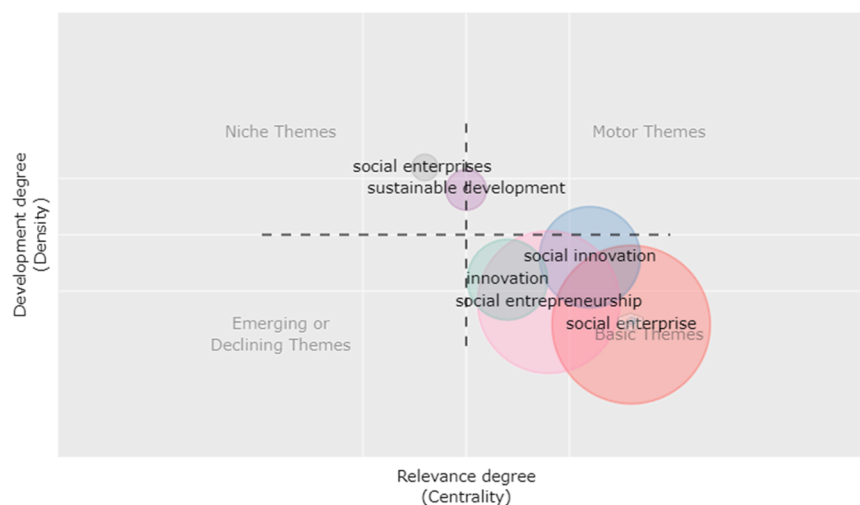 Niche Themes
Motor Themes
social enterprises
sustainable development
social innovation
innovation
social entrepreneurship
social enterprise
Basic Themes
Emerging or
Declining Themes
Development degree
(Density)
Relevance degree
(Centrality)